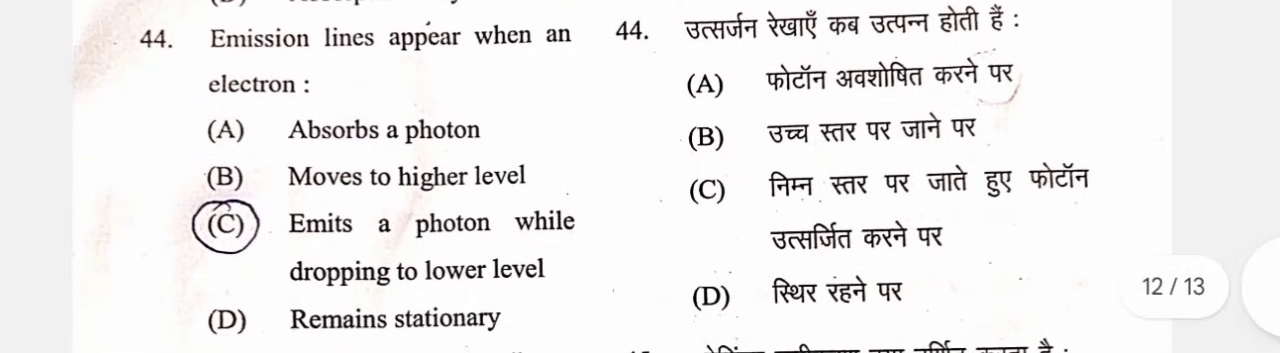 44. Emission lines appear when an
electron :
(A) Absorbs a photon
(B) Moves to higher level
(C) Emits a photon while
dropping to lower level
(D) Remains stationary
44. उत्सर्जन रेखाएँ कब उत्पन्न होती हैं :
(A) फोटॉन अवशोषित करने पर
(B) उच्च स्तर पर जाने पर
(C) निम्न स्तर पर जाते हुए फोटॉन
उत्सर्जित करने पर
(D) स्थिर रहने पर
12 / 13